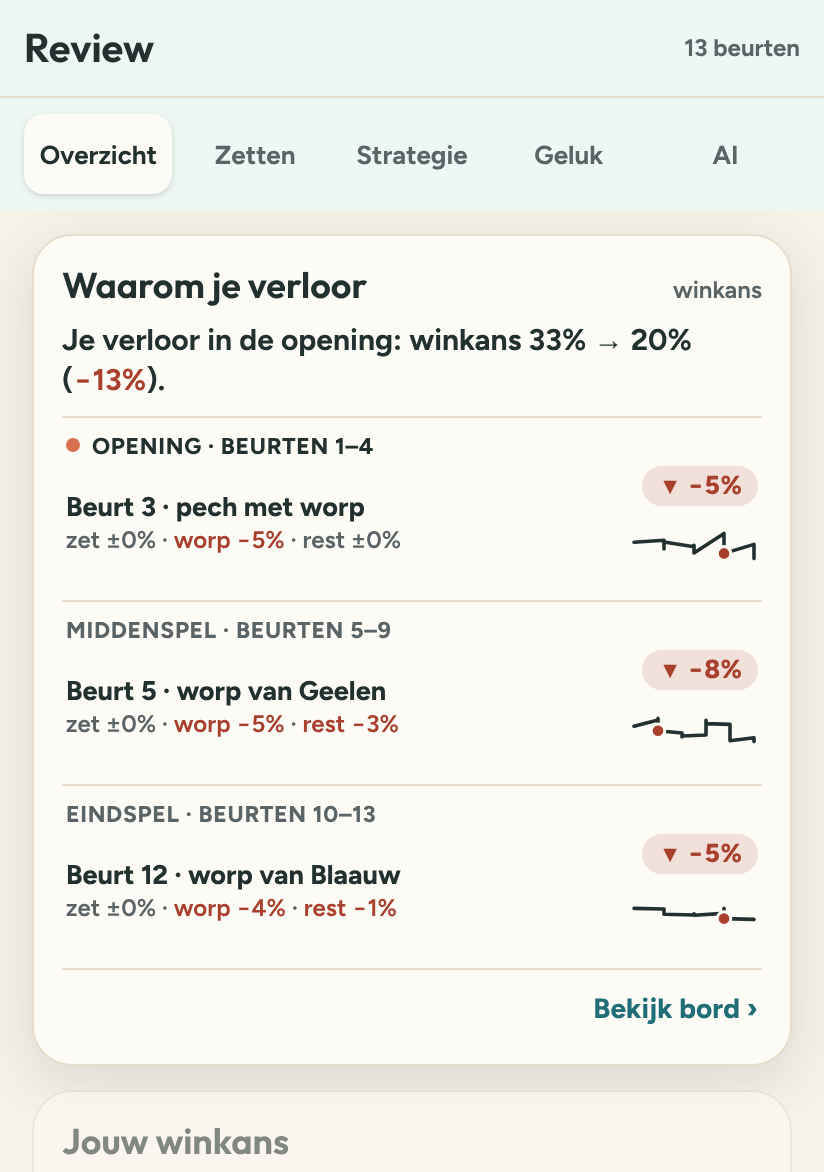 Review
13 beurten
Overzicht
Zetten
Strategie
Geluk
AI
Waarom je verloor
winkans
Je verloor in de opening: winkans 33% → 20%
(−13%).
OPENING · BEURTEN 1–4
▼ −5%
Beurt 3 · pech met worp
zet ±0% · worp −5% · rest ±0%
MIDDENSPEL · BEURTEN 5–9
▼ −8%
Beurt 5 · worp van Geelen
zet ±0% · worp −5% · rest −3%
EINDSPEL · BEURTEN 10–13
▼ −5%
Beurt 12 · worp van Blaauw
zet ±0% · worp −4% · rest −1%
Bekijk bord ›
Jouw winkans